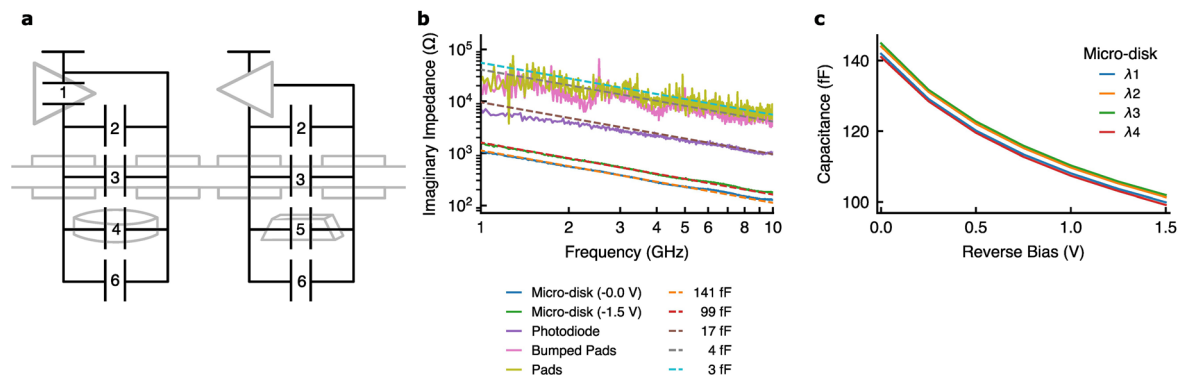 a
1
2
2
3
3
4
5
6
6
b
Imaginary Impedance (Ω)
10⁵
10⁴
10³
10²
1
2
3
4
6
8
10
Frequency (GHz)
Micro-disk (-0.0 V)
141 fF
Micro-disk (-1.5 V)
99 fF
Photodiode
17 fF
Bumped Pads
4 fF
Pads
3 fF
c
Capacitance (fF)
140
120
100
0.0
0.5
1.0
1.5
Reverse Bias (V)
Micro-disk
λ1
λ2
λ3
λ4